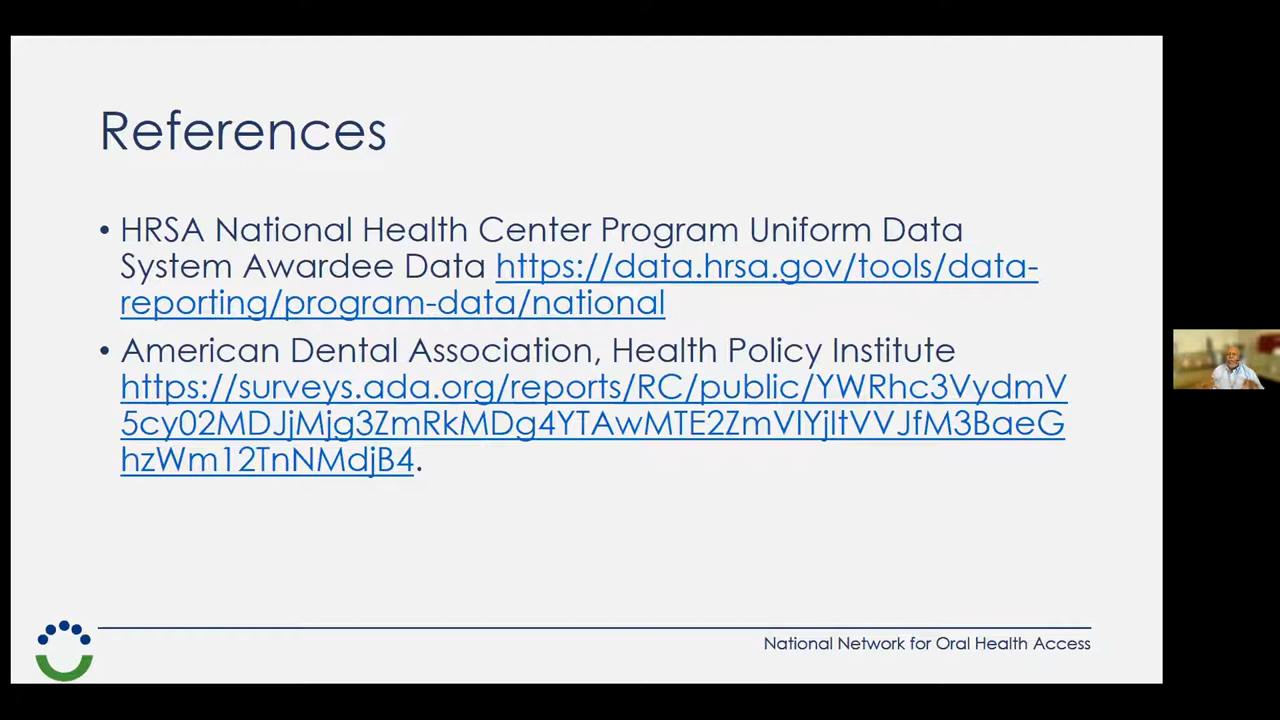 References
• HRSA National Health Center Program Uniform Data
System Awardee Data https://data.hrsa.gov/tools/data-
reporting/program-data/national
• American Dental Association, Health Policy Institute
https://surveys.ada.org/reports/RC/public/YWRhc3VydmV
5cy02MDJjMjg3ZmRkMDg4YTAwMTE2ZmVlYjItVVJfM3BaeG
hzWm12TnNMdjB4.
National Network for Oral Health Access